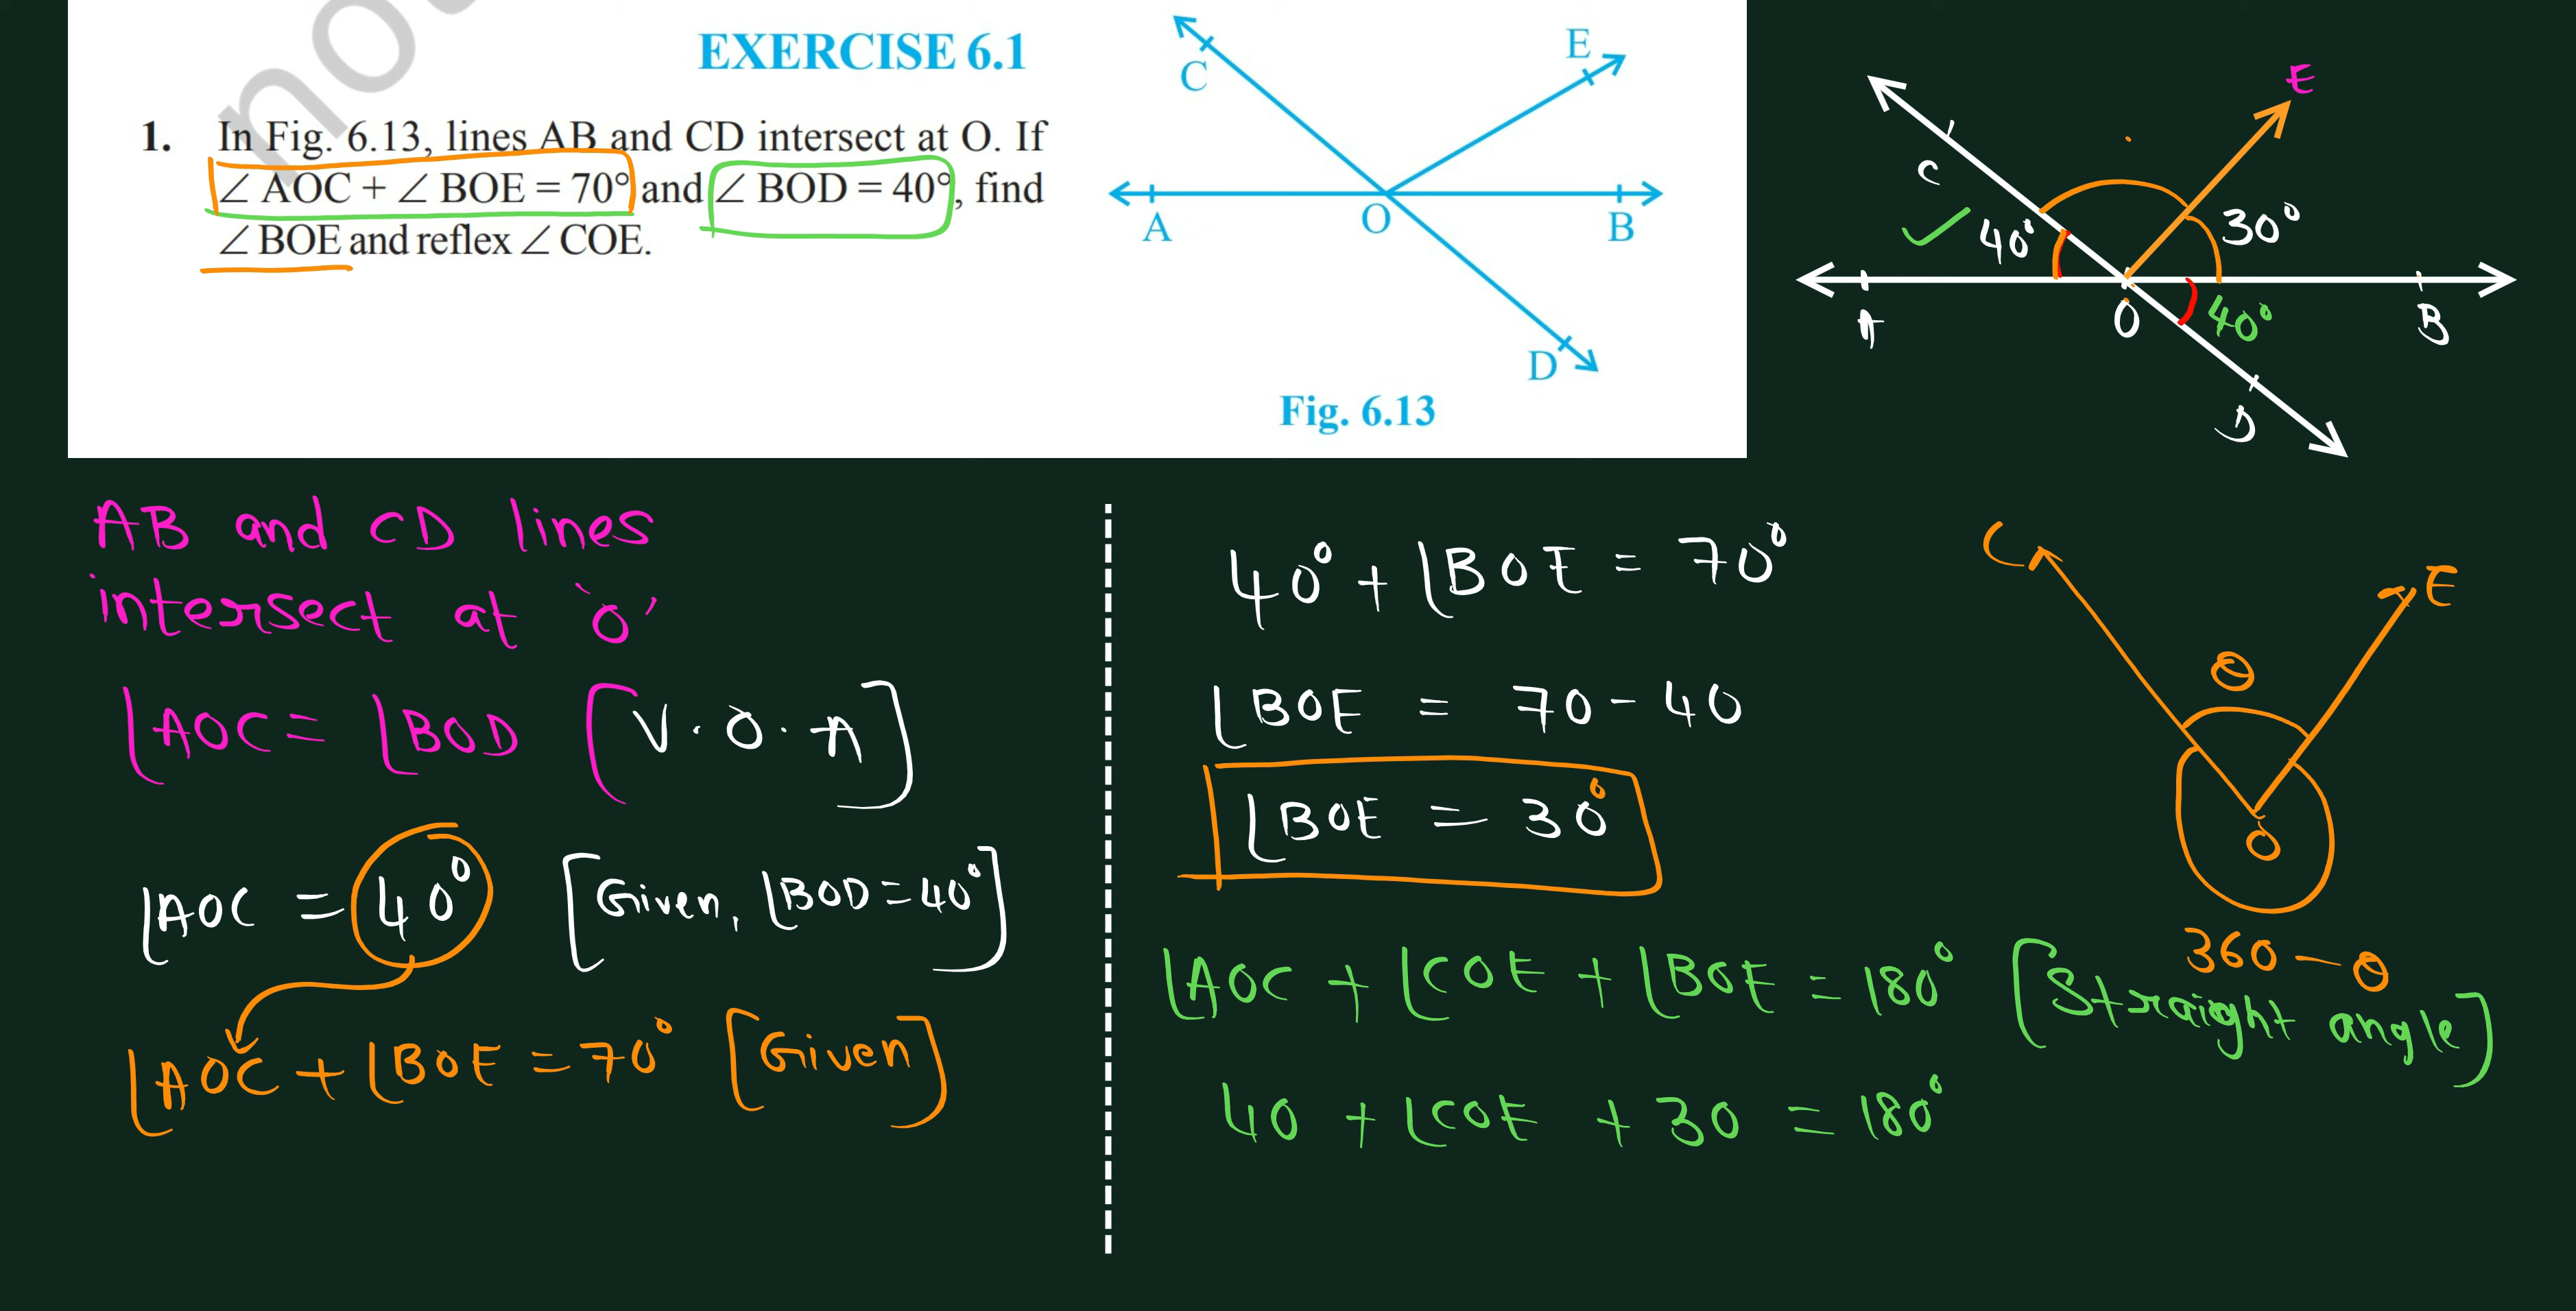 EXERCISE 6.1
1. In Fig. 6.13, lines AB and CD intersect at O. If
∠ AOC + ∠ BOE = 70° and ∠ BOD = 40°, find
∠ BOE and reflex ∠ COE.
C
E
A
O
B
D
Fig. 6.13
E
C
40°
30°
A
O
40°
B
D
AB and CD lines
intersect at 'O'
∠AOC = ∠BOD [V.O.A]
∠AOC = 40° [Given, ∠BOD = 40°]
∠AOC + ∠BOE = 70° [Given]
40° + ∠BOE = 70°
∠BOE = 70 - 40
∠BOE = 30°
C
E
θ
O
360 - θ
∠AOC + ∠COE + ∠BOE = 180° [Straight angle]
40 + ∠COE + 30 = 180°